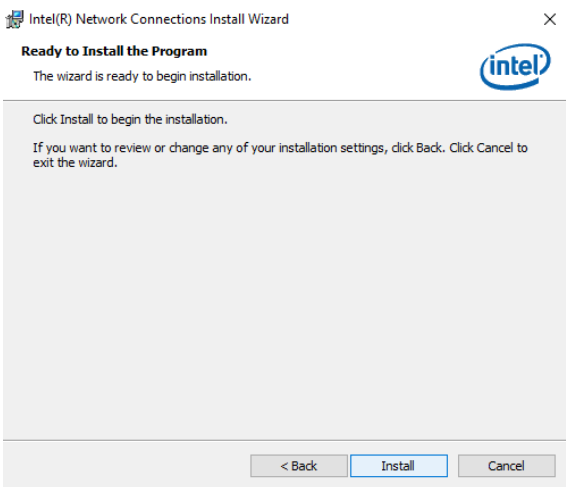 Intel(R) Network Connections Install Wizard
Ready to Install the Program
The wizard is ready to begin installation.
intel
Click Install to begin the installation.
If you want to review or change any of your installation settings, click Back. Click Cancel to
exit the wizard.
< Back
Install
Cancel